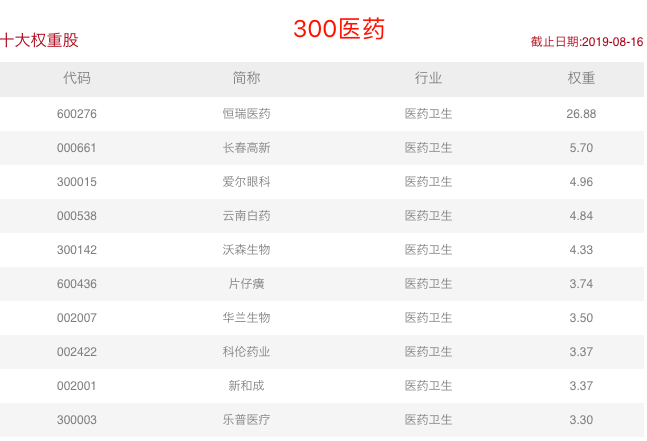 300医药
十大权重股 截止日期:2019-08-16
代码 简称 行业 权重
600276 恒瑞医药 医药卫生 26.88
000661 长春高新 医药卫生 5.70
300015 爱尔眼科 医药卫生 4.96
000538 云南白药 医药卫生 4.84
300142 沃森生物 医药卫生 4.33
600436 片仔癀 医药卫生 3.74
002007 华兰生物 医药卫生 3.50
002422 科伦药业 医药卫生 3.37
002001 新和成 医药卫生 3.37
300003 乐普医疗 医药卫生 3.30